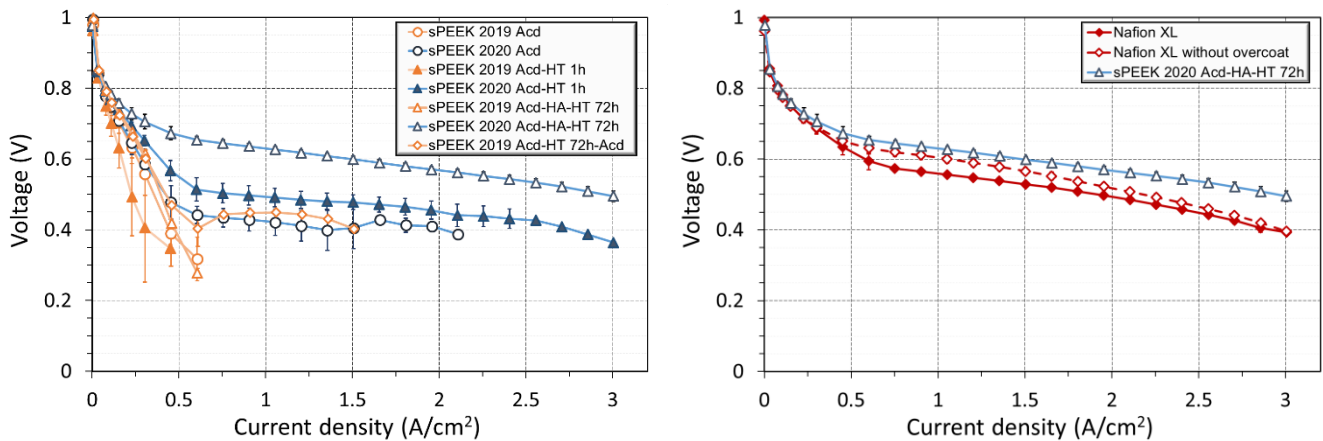 Voltage (V)
1
0.8
0.6
0.4
0.2
0
sPEEK 2019 Acd
sPEEK 2020 Acd
sPEEK 2019 Acd-HT 1h
sPEEK 2020 Acd-HT 1h
sPEEK 2019 Acd-HA-HT 72h
sPEEK 2020 Acd-HA-HT 72h
sPEEK 2019 Acd-HT 72h-Acd
0 0.5 1 1.5 2 2.5 3
Current density (A/cm²)
Voltage (V)
1
0.8
0.6
0.4
0.2
0
Nafion XL
Nafion XL without overcoat
sPEEK 2020 Acd-HA-HT 72h
0 0.5 1 1.5 2 2.5 3
Current density (A/cm²)